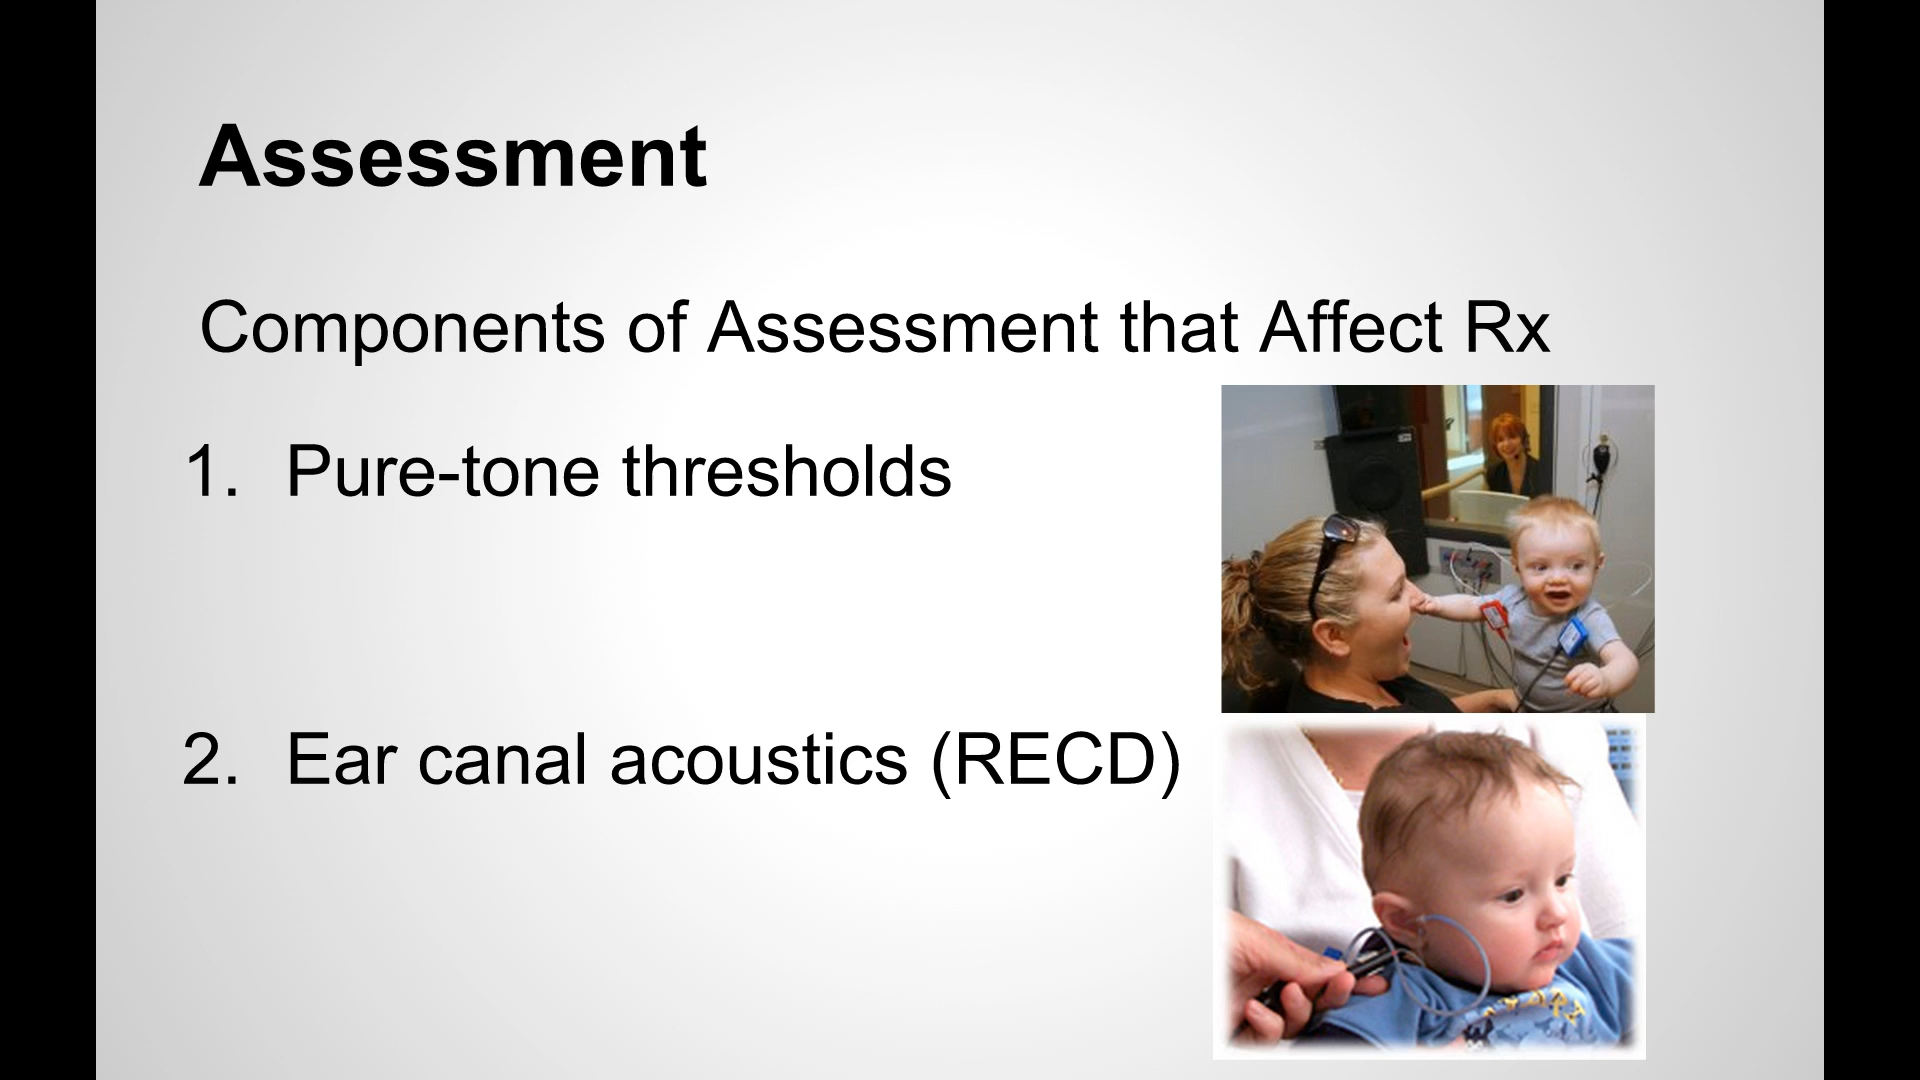 Assessment
Components of Assessment that Affect Rx
1. Pure-tone thresholds
2. Ear canal acoustics (RECD)